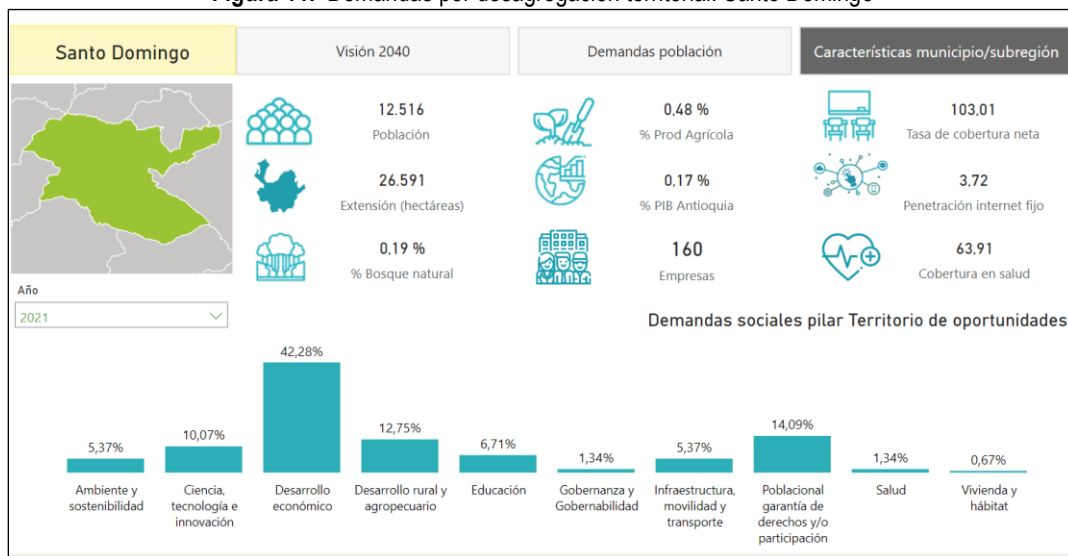 Santo Domingo
Visión 2040
Demandas población
Características municipio/subregión
12.516
Población
0,48 %
% Prod Agrícola
103,01
Tasa de cobertura neta
26.591
Extensión (hectáreas)
0,17 %
% PIB Antioquia
3,72
Penetración internet fijo
0,19 %
% Bosque natural
160
Empresas
63,91
Cobertura en salud
Año
2021
Demandas sociales pilar Territorio de oportunidades
5,37%
10,07%
42,28%
12,75%
6,71%
1,34%
5,37%
14,09%
1,34%
0,67%
Ambiente y
sostenibilidad
Ciencia,
tecnología e
innovación
Desarrollo
económico
Desarrollo rural y
agropecuario
Educación
Gobernanza y
Gobernabilidad
Infraestructura,
movilidad y
transporte
Poblacional
garantía de
derechos y/o
participación
Salud
Vivienda y
hábitat